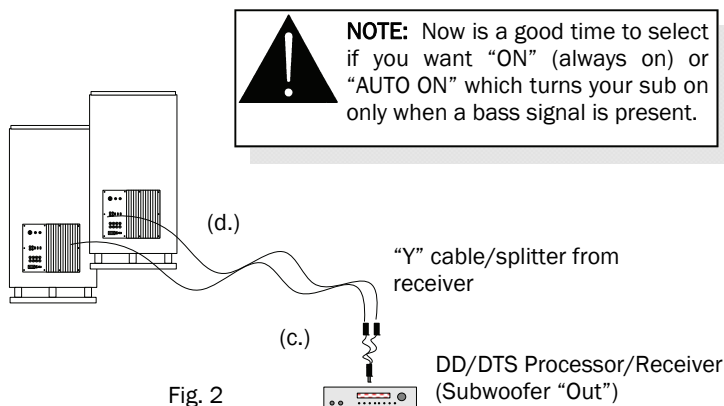 NOTE: Now is a good time to select
if you want “ON” (always on) or
“AUTO ON” which turns your sub on
only when a bass signal is present.
(d.)
“Y” cable/splitter from
receiver
(c.)
DD/DTS Processor/Receiver
(Subwoofer “Out”)
Fig. 2